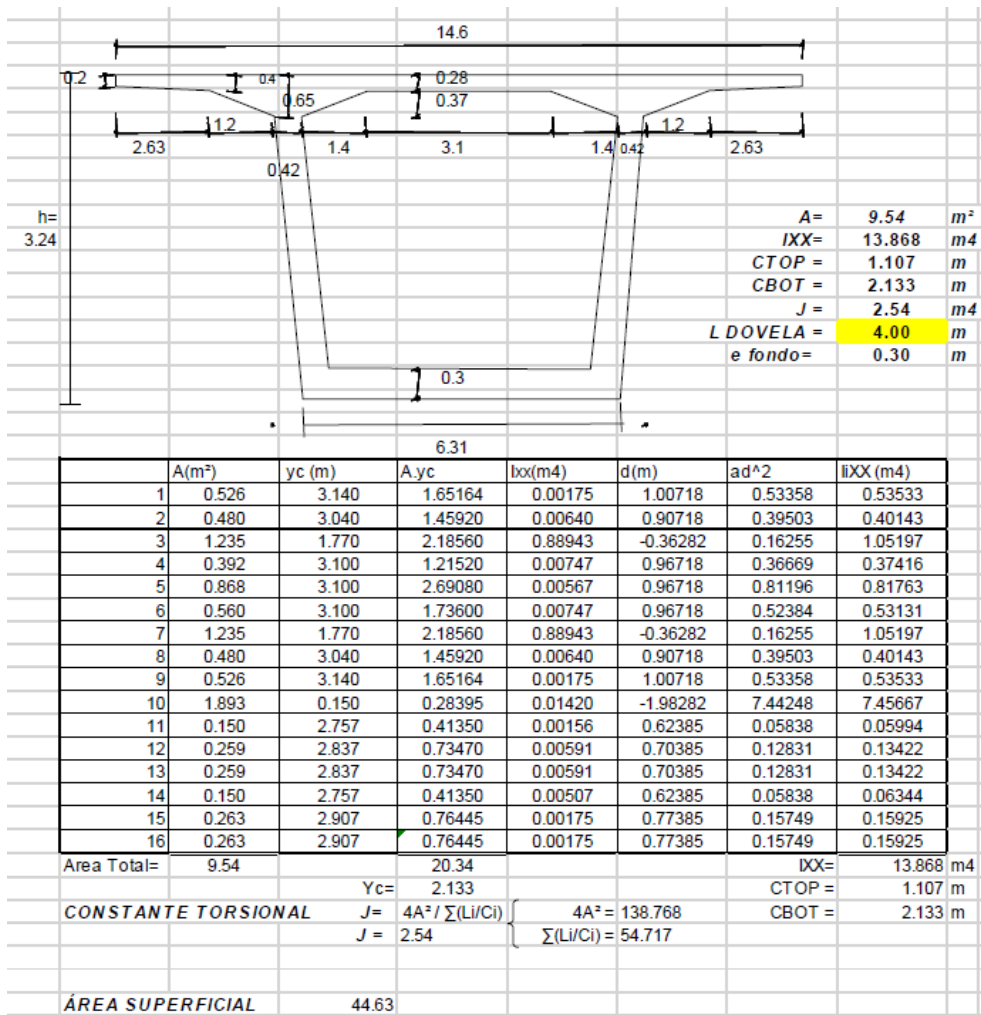 14.6
0.2 0.4 0.28
0.65 0.37
1.2 1.2
2.63 1.4 3.1 1.4 0.42 2.63
0.42
h= A= 9.54 m²
3.24 IXX= 13.868 m4
CTOP = 1.107 m
CBOT = 2.133 m
J = 2.54 m4
L DOVELA = 4.00 m
e fondo= 0.30 m
0.3
6.31
A(m²) yc (m) A.yc Ixx(m4) d(m) ad^2 IiXX (m4)
1 0.526 3.140 1.65164 0.00175 1.00718 0.53358 0.53533
2 0.480 3.040 1.45920 0.00640 0.90718 0.39503 0.40143
3 1.235 1.770 2.18560 0.88943 -0.36282 0.16255 1.05197
4 0.392 3.100 1.21520 0.00747 0.96718 0.36669 0.37416
5 0.868 3.100 2.69080 0.00567 0.96718 0.81196 0.81763
6 0.560 3.100 1.73600 0.00747 0.96718 0.52384 0.53131
7 1.235 1.770 2.18560 0.88943 -0.36282 0.16255 1.05197
8 0.480 3.040 1.45920 0.00640 0.90718 0.39503 0.40143
9 0.526 3.140 1.65164 0.00175 1.00718 0.53358 0.53533
10 1.893 0.150 0.28395 0.01420 -1.98282 7.44248 7.45667
11 0.150 2.757 0.41350 0.00156 0.62385 0.05838 0.05994
12 0.259 2.837 0.73470 0.00591 0.70385 0.12831 0.13422
13 0.259 2.837 0.73470 0.00591 0.70385 0.12831 0.13422
14 0.150 2.757 0.41350 0.00507 0.62385 0.05838 0.06344
15 0.263 2.907 0.76445 0.00175 0.77385 0.15749 0.15925
16 0.263 2.907 0.76445 0.00175 0.77385 0.15749 0.15925
Area Total= 9.54 20.34 IXX= 13.868 m4
Yc= 2.133 CTOP = 1.107 m
CONSTANTE TORSIONAL J= 4A²/ ∑(Li/Ci) 4A² = 138.768 CBOT = 2.133 m
J = 2.54 ∑(Li/Ci) = 54.717
ÁREA SUPERFICIAL 44.63